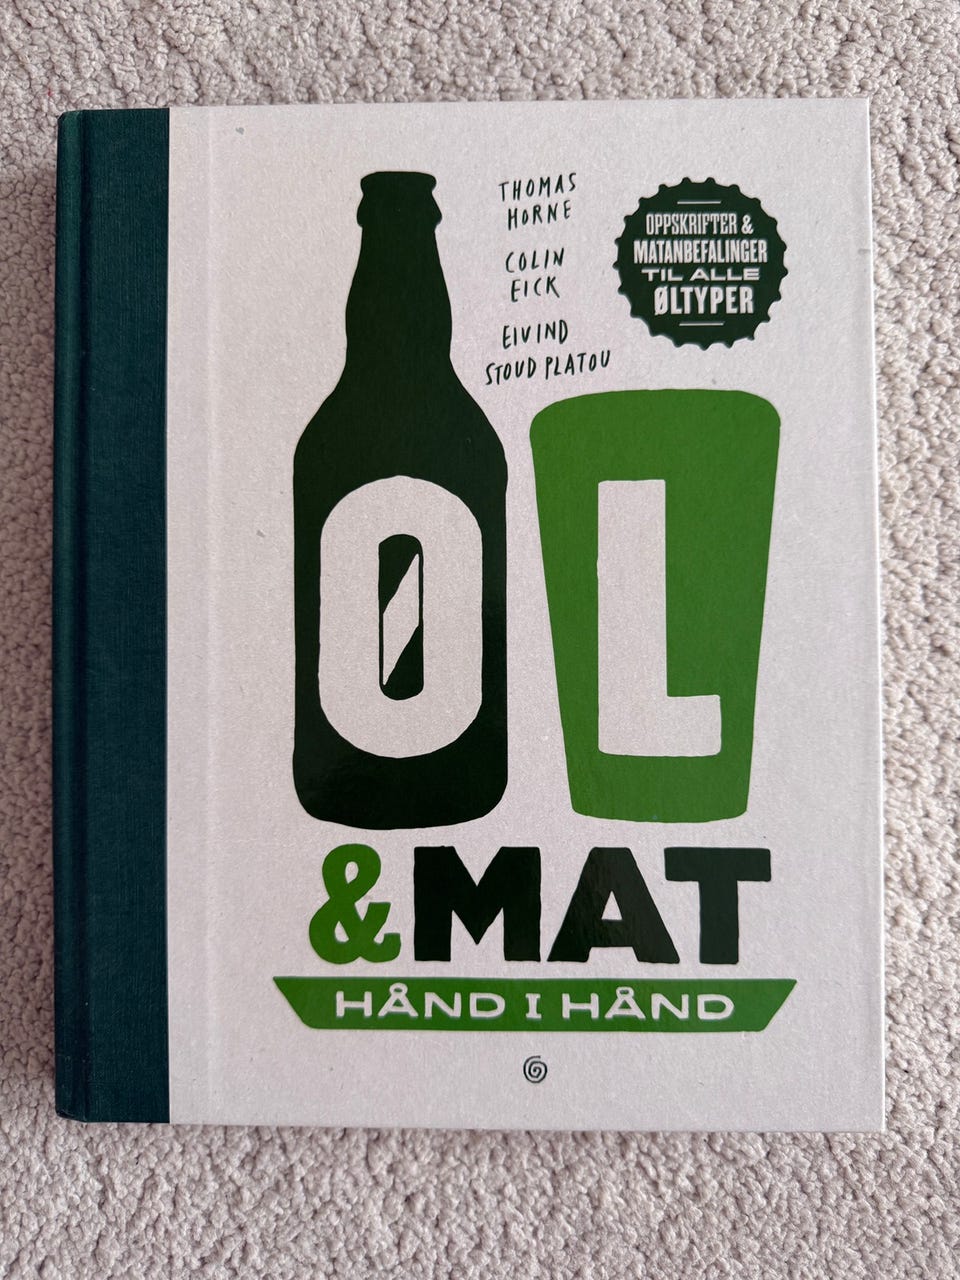 THOMAS
HORNE
COLIN
EICK
EIVIND
STOUD PLATOU
OPPSKRIFTER &
MATANBEFALINGER
TIL ALLE
ØLTYPER
ØL
&MAT
HÅND I HÅND